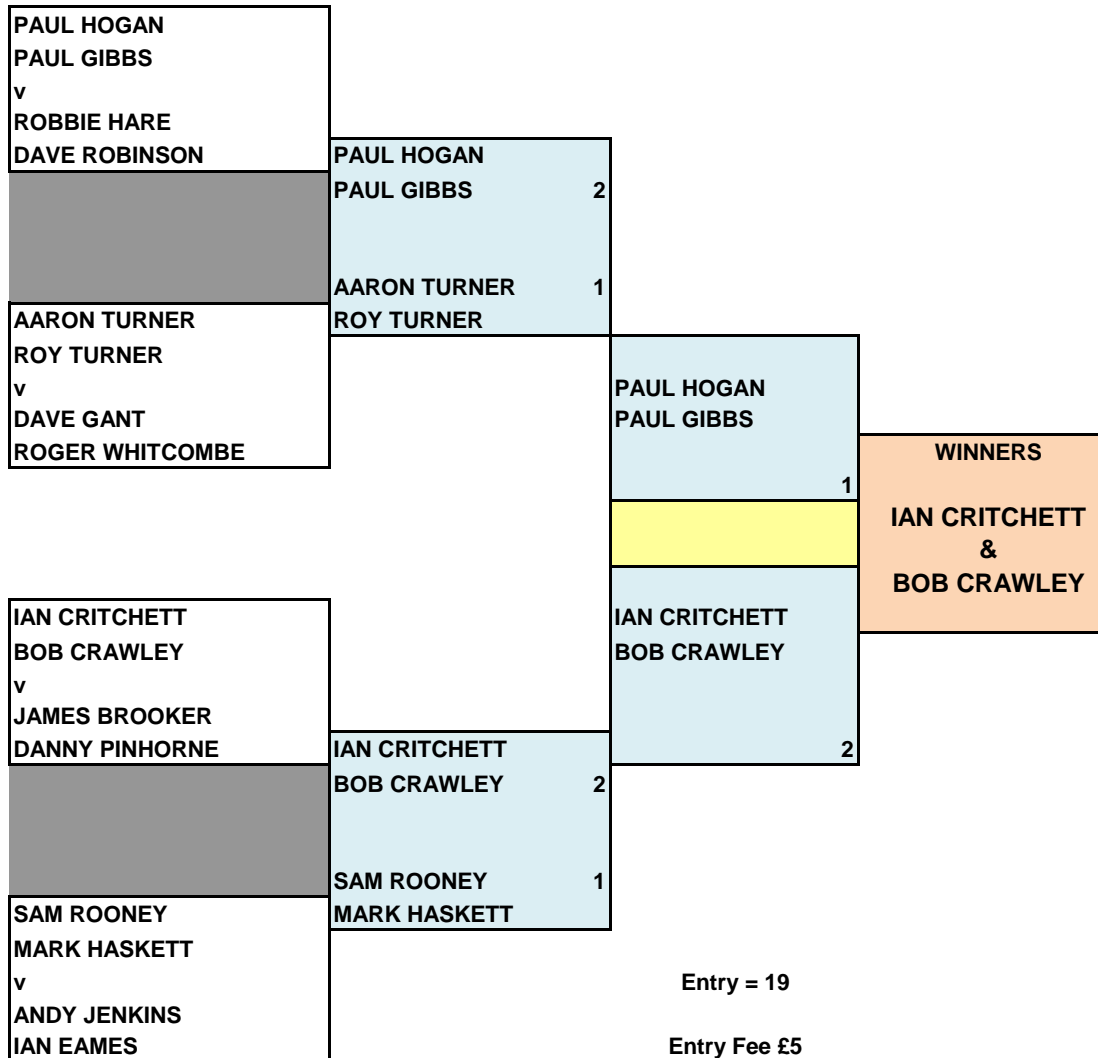 PAUL HOGAN
PAUL GIBBS
v
ROBBIE HARE
DAVE ROBINSON
AARON TURNER
ROY TURNER
v
DAVE GANT
ROGER WHITCOMBE
IAN CRITCHETT
BOB CRAWLEY
v
JAMES BROOKER
DANNY PINHORNE
SAM ROONEY
MARK HASKETT
v
ANDY JENKINS
IAN EAMES
PAUL HOGAN
PAUL GIBBS 2
AARON TURNER 1
ROY TURNER
IAN CRITCHETT
BOB CRAWLEY 2
SAM ROONEY 1
MARK HASKETT
PAUL HOGAN
PAUL GIBBS
1
IAN CRITCHETT
BOB CRAWLEY
2
WINNERS
IAN CRITCHETT
&
BOB CRAWLEY
Entry = 19
Entry Fee £5